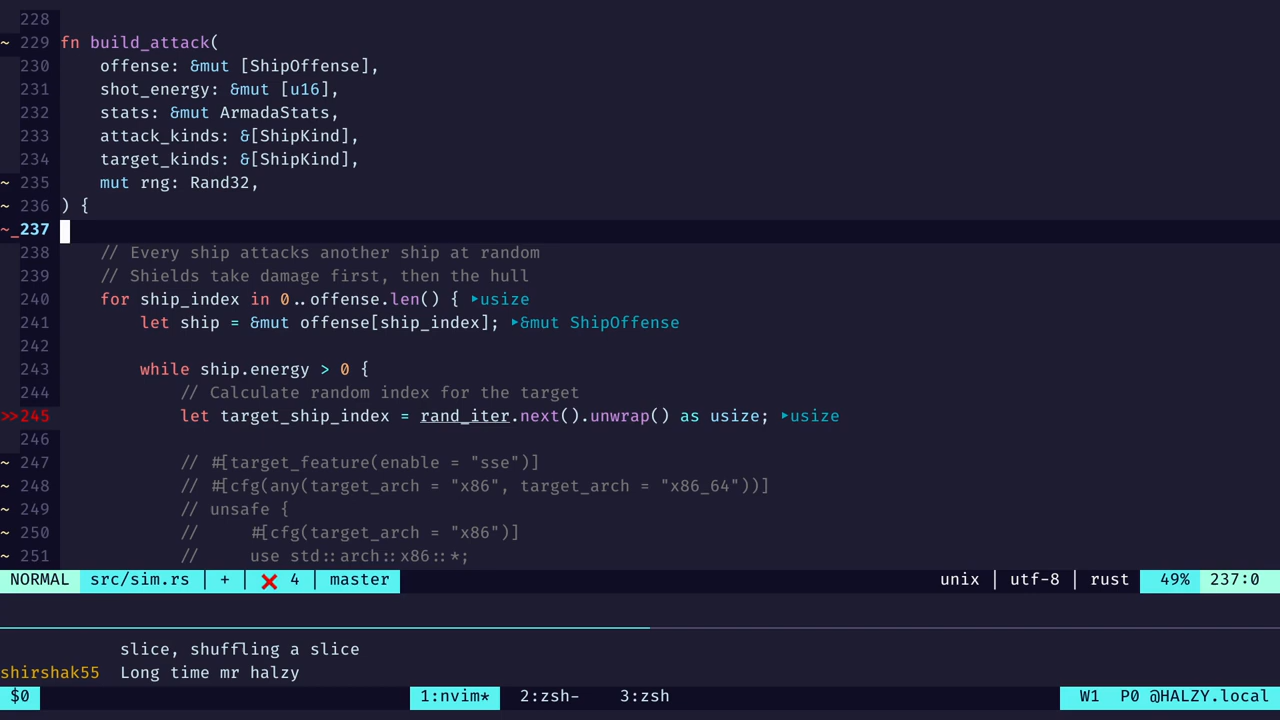 228
~ 229 fn build_attack(
230     offense: &mut [ShipOffense],
231     shot_energy: &mut [u16],
232     stats: &mut ArmadaStats,
233     attack_kinds: &[ShipKind],
234     target_kinds: &[ShipKind],
~ 235     mut rng: Rand32,
~ 236 ) {
~_237
238     // Every ship attacks another ship at random
239     // Shields take damage first, then the hull
240     for ship_index in 0..offense.len() { ‣usize
241         let ship = &mut offense[ship_index]; ‣&mut ShipOffense
242
243         while ship.energy > 0 {
244             // Calculate random index for the target
>>245             let target_ship_index = rand_iter.next().unwrap() as usize; ‣usize
246
~ 247             // #[target_feature(enable = "sse")]
~ 248             // #[cfg(any(target_arch = "x86", target_arch = "x86_64"))]
~ 249             // unsafe {
~ 250             //     #[cfg(target_arch = "x86")]
~ 251             //     use std::arch::x86::*;
NORMAL src/sim.rs | + | ❌ 4 | master unix | utf-8 | rust 49% 237:0
slice, shuffling a slice
shirshak55 Long time mr halzy
$0 1:nvim* 2:zsh- 3:zsh W1 P0 @HALZY.local